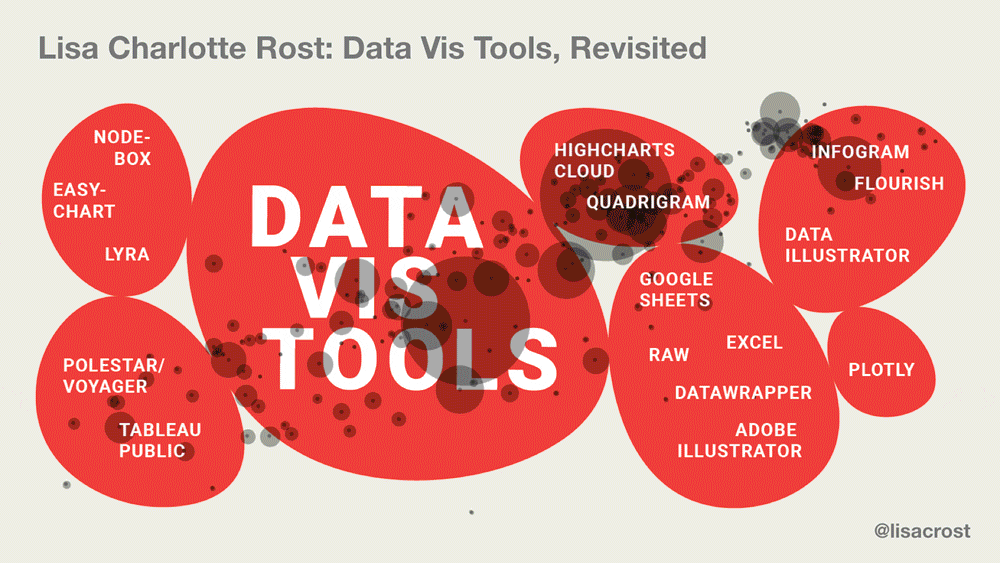 Lisa Charlotte Rost: Data Vis Tools, Revisited
NODE-
BOX
EASY-
CHART
LYRA
POLESTAR/
VOYAGER
TABLEAU
PUBLIC
DATA
VIS
TOOLS
HIGHCHARTS
CLOUD
QUADRIGRAM
GOOGLE
SHEETS
RAW
EXCEL
DATAWRAPPER
ADOBE
ILLUSTRATOR
INFOGRAM
FLOURISH
DATA
ILLUSTRATOR
PLOTLY
@lisacrost